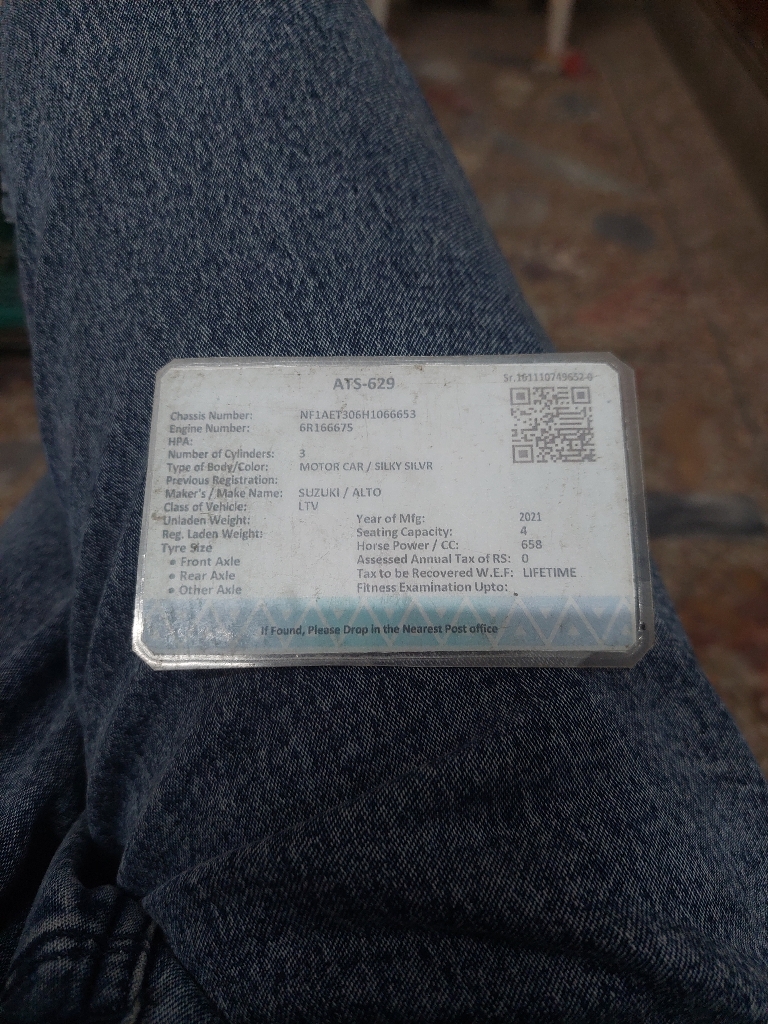 ATS-629
Sr.161110749652-0
Chassis Number: NF1AET306H1066653
Engine Number: 6R166675
HPA:
Number of Cylinders: 3
Type of Body/Color: MOTOR CAR / SILKY SILVR
Previous Registration:
Maker's / Make Name: SUZUKI / ALTO
Class of Vehicle: LTV
Unladen Weight: Year of Mfg: 2021
Reg. Laden Weight: Seating Capacity: 4
Tyre Size Horse Power / CC: 658
• Front Axle Assessed Annual Tax of RS: 0
• Rear Axle Tax to be Recovered W.E.F: LIFETIME
• Other Axle Fitness Examination Upto:
If Found, Please Drop in the Nearest Post office